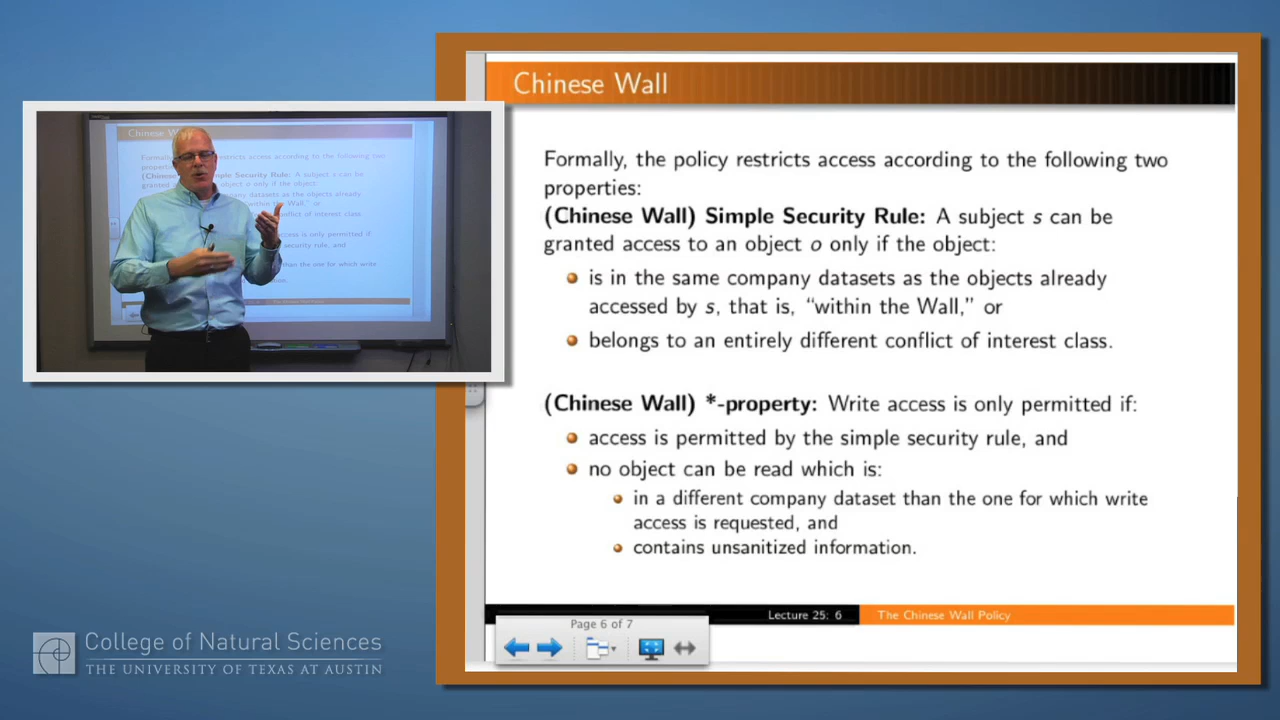 Chinese Wall
Formally, the policy restricts access according to the following two
properties:
(Chinese Wall) Simple Security Rule: A subject s can be
granted access to an object o only if the object:
is in the same company datasets as the objects already
accessed by s, that is, "within the Wall," or
belongs to an entirely different conflict of interest class.
(Chinese Wall) *-property: Write access is only permitted if:
access is permitted by the simple security rule, and
no object can be read which is:
in a different company dataset than the one for which write
access is requested, and
contains unsanitized information.
Lecture 25: 6
The Chinese Wall Policy
Page 6 of 7
College of Natural Sciences
THE UNIVERSITY OF TEXAS AT AUSTIN